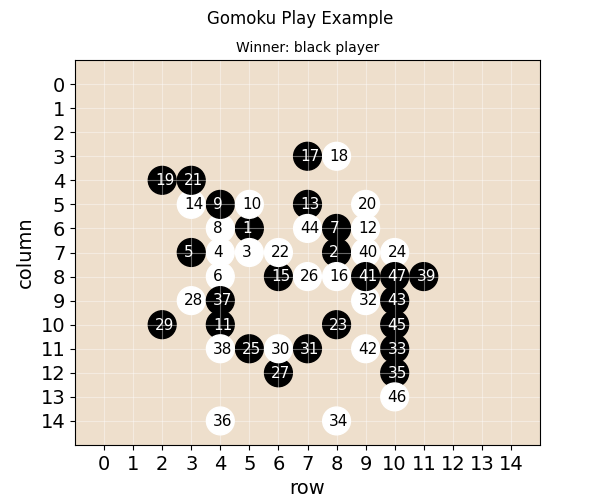 Gomoku Play Example
Winner: black player
0
1
2
3 17 18
4 19 21
5 14 9 10 13 20
6 8 1 44 7 12
7 5 4 3 22 2 40 24
8 6 15 26 16 41 47 39
9 28 37 32 43
10 29 11 23 45
11 38 25 30 31 42 33
12 27 35
13 46
14 36 34
column
0 1 2 3 4 5 6 7 8 9 10 11 12 13 14
row